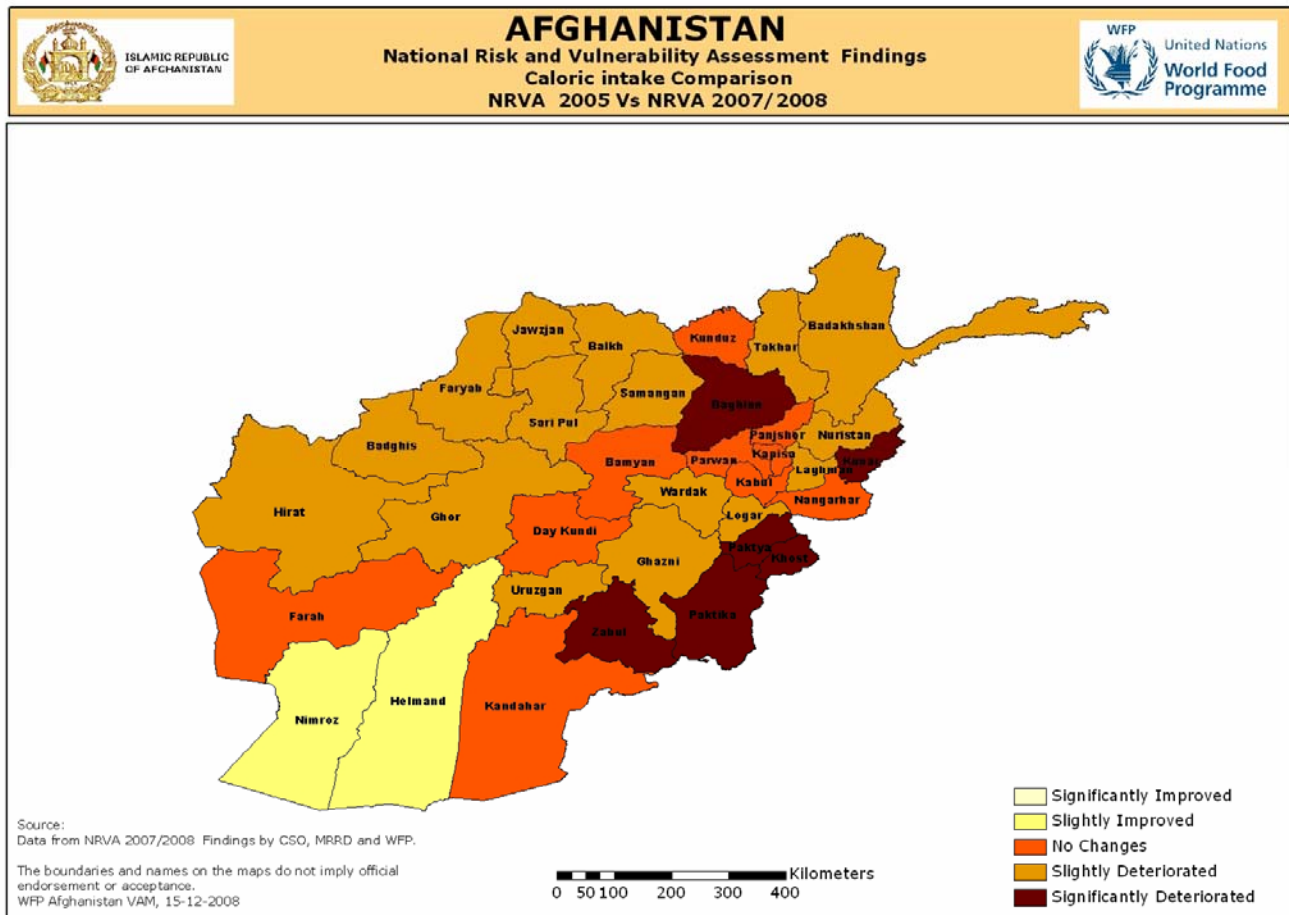 AFGHANISTAN
National Risk and Vulnerability Assessment Findings
Caloric intake Comparison
NRVA 2005 Vs NRVA 2007/2008
ISLAMIC REPUBLIC
OF AFGHANISTAN
WFP
United Nations
World Food
Programme
Badakhshan
Kunduz
Takhar
Jawzjan
Balkh
Faryab
Samangan
Baghlan
Sari Pul
Badghis
Panjsher
Nuristan
Bamyan
Parwan
Kapisa
Kunar
Laghman
Kabul
Wardak
Nangarhar
Hirat
Ghor
Logar
Day Kundi
Paktya
Khost
Ghazni
Uruzgan
Farah
Paktika
Zabul
Helmand
Kandahar
Nimroz
Significantly Improved
Slightly Improved
No Changes
Slightly Deteriorated
Significantly Deteriorated
Source:
Data from NRVA 2007/2008 Findings by CSO, MRRD and WFP.
The boundaries and names on the maps do not imply official
endorsement or acceptance.
WFP Afghanistan VAM, 15-12-2008
Kilometers
0 50 100 200 300 400